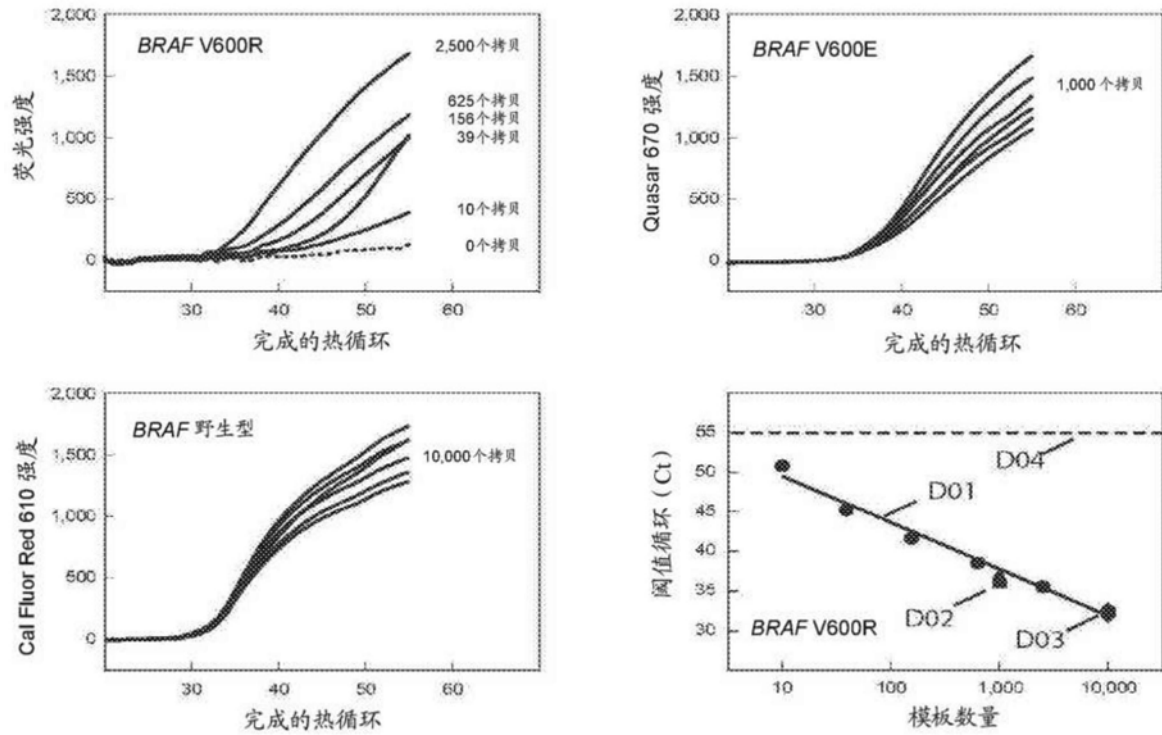 2,000
1,500
1,000
500
0
荧光强度
BRAF V600R
2,500个拷贝
625个拷贝
156个拷贝
39个拷贝
10个拷贝
0个拷贝
30 40 50 60
完成的热循环
2,000
1,500
1,000
500
0
Quasar 670 强度
BRAF V600E
1,000个拷贝
30 40 50 60
完成的热循环
2,000
1,500
1,000
500
0
Cal Fluor Red 610 强度
BRAF 野生型
10,000个拷贝
30 40 50 60
完成的热循环
55
50
45
40
35
30
阈值循环(Ct)
D04
D01
D02
D03
BRAF V600R
10 100 1,000 10,000
模板数量